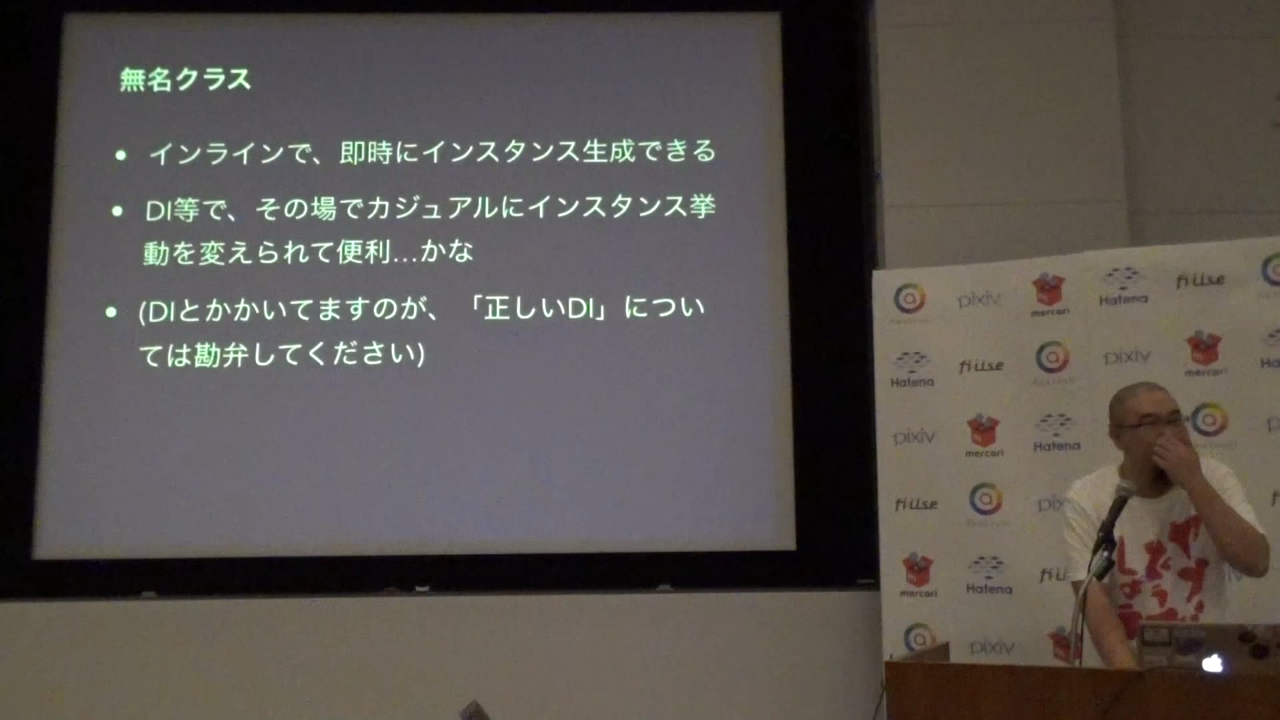 無名クラス
• インラインで、即時にインスタンス生成できる
• DI等で、その場でカジュアルにインスタンス挙
動を変えられて便利…かな
• (DIとかかいてますのが、「正しいDI」につい
ては勘弁してください)
pixiv
mercari
Hatena
Hatena
pixiv
mercari
pixiv
mercari
Hatena
mercari
Hatena
pixiv